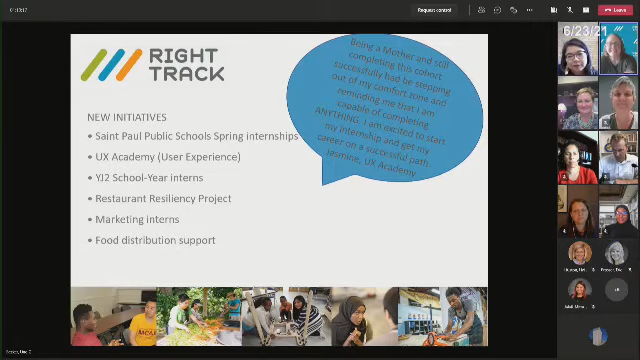 01:15:17
Request control
Leave
6/23/21
RIGHT
TRACK
NEW INITIATIVES
• Saint Paul Public Schools Spring internships
• UX Academy (User Experience)
• YJ2 School-Year interns
• Restaurant Resiliency Project
• Marketing interns
• Food distribution support
Being a Mother and still
completing this cohort
successfully had be stepping
out of my comfort zone and
reminding me that I am
capable of completing
ANYTHING. I am excited to start
my internship and get my
career on a successful path.
Jasmine, UX Academy